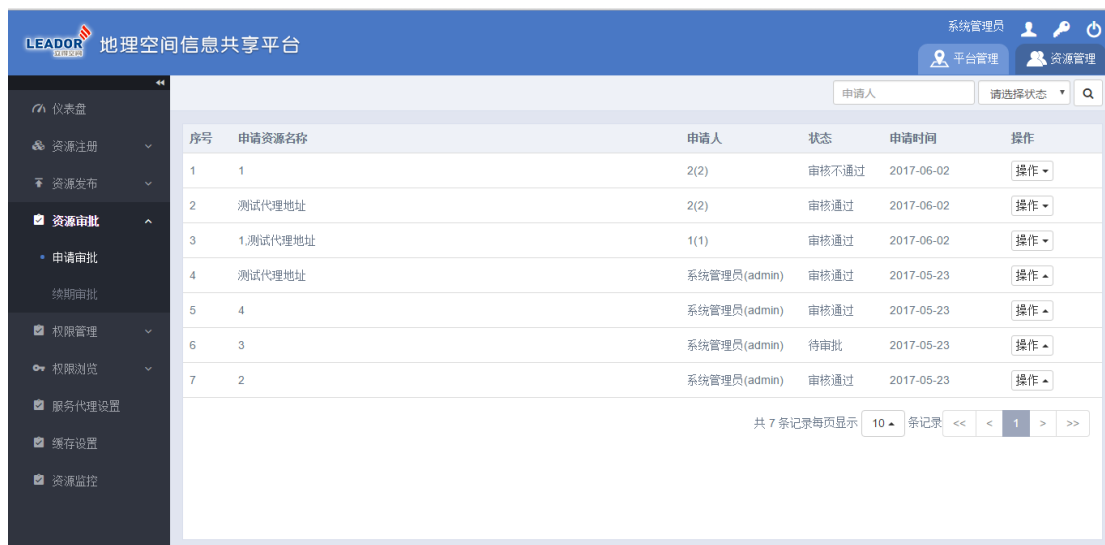 系统管理员
LEADOR 地理空间信息共享平台
立得空间
平台管理 资源管理
申请人 请选择状态
仪表盘
资源注册
资源发布
资源审批
申请审批
续期审批
权限管理
权限浏览
服务代理设置
缓存设置
资源监控
序号 申请资源名称 申请人 状态 申请时间 操作
1 1 2(2) 审核不通过 2017-06-02 操作
2 测试代理地址 2(2) 审核通过 2017-06-02 操作
3 1,测试代理地址 1(1) 审核通过 2017-06-02 操作
4 测试代理地址 系统管理员(admin) 审核通过 2017-05-23 操作
5 4 系统管理员(admin) 审核通过 2017-05-23 操作
6 3 系统管理员(admin) 待审批 2017-05-23 操作
7 2 系统管理员(admin) 审核通过 2017-05-23 操作
共 7 条记录每页显示 10 条记录 << < 1 > >>